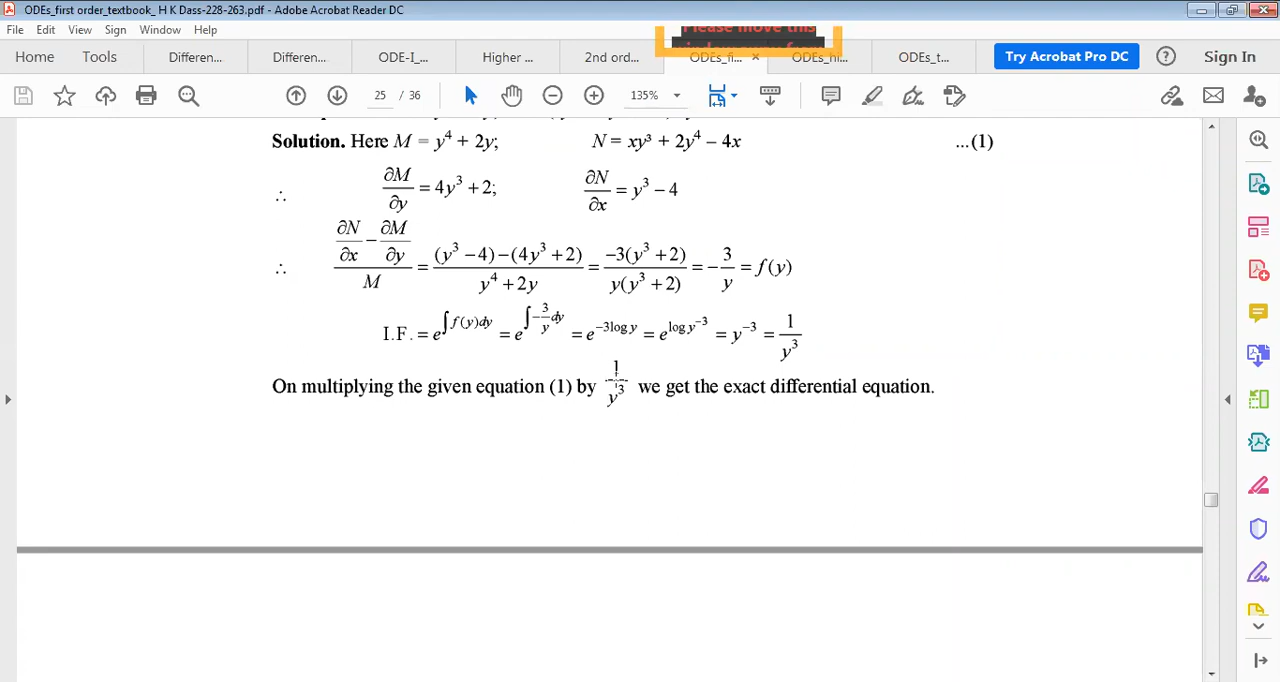 ODEs_first order_textbook_ H K Dass-228-263.pdf - Adobe Acrobat Reader DC
File Edit View Sign Window Help
Please move this
Home Tools Differen... Differen... ODE-I_... Higher ... 2nd ord... ODEs_fi... × ODEs_hi... ODEs_t... Try Acrobat Pro DC Sign In
25 / 36 135%
Solution. Here M = y⁴ + 2y; N = xy³ + 2y⁴ – 4x ...(1)
∴ ∂M/∂y = 4y³ + 2; ∂N/∂x = y³ – 4
∴ (∂N/∂x – ∂M/∂y)/M = ((y³ – 4) – (4y³ + 2))/(y⁴ + 2y) = –3(y³ + 2)/(y(y³ + 2)) = –3/y = f(y)
I.F. = e^(∫f(y)dy) = e^(∫–3/y dy) = e^(–3log y) = e^(log y⁻³) = y⁻³ = 1/y³
On multiplying the given equation (1) by 1/y³ we get the exact differential equation.